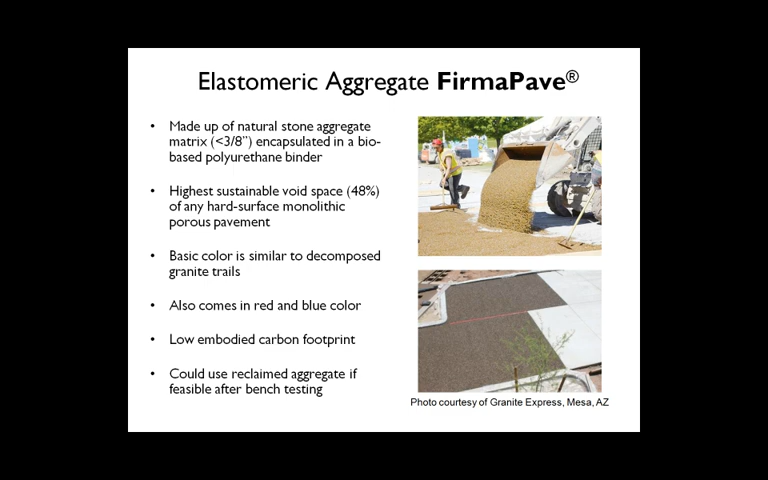 Elastomeric Aggregate FirmaPave®
• Made up of natural stone aggregate
matrix (<3/8") encapsulated in a bio-
based polyurethane binder
• Highest sustainable void space (48%)
of any hard-surface monolithic
porous pavement
• Basic color is similar to decomposed
granite trails
• Also comes in red and blue color
• Low embodied carbon footprint
• Could use reclaimed aggregate if
feasible after bench testing
Photo courtesy of Granite Express, Mesa, AZ